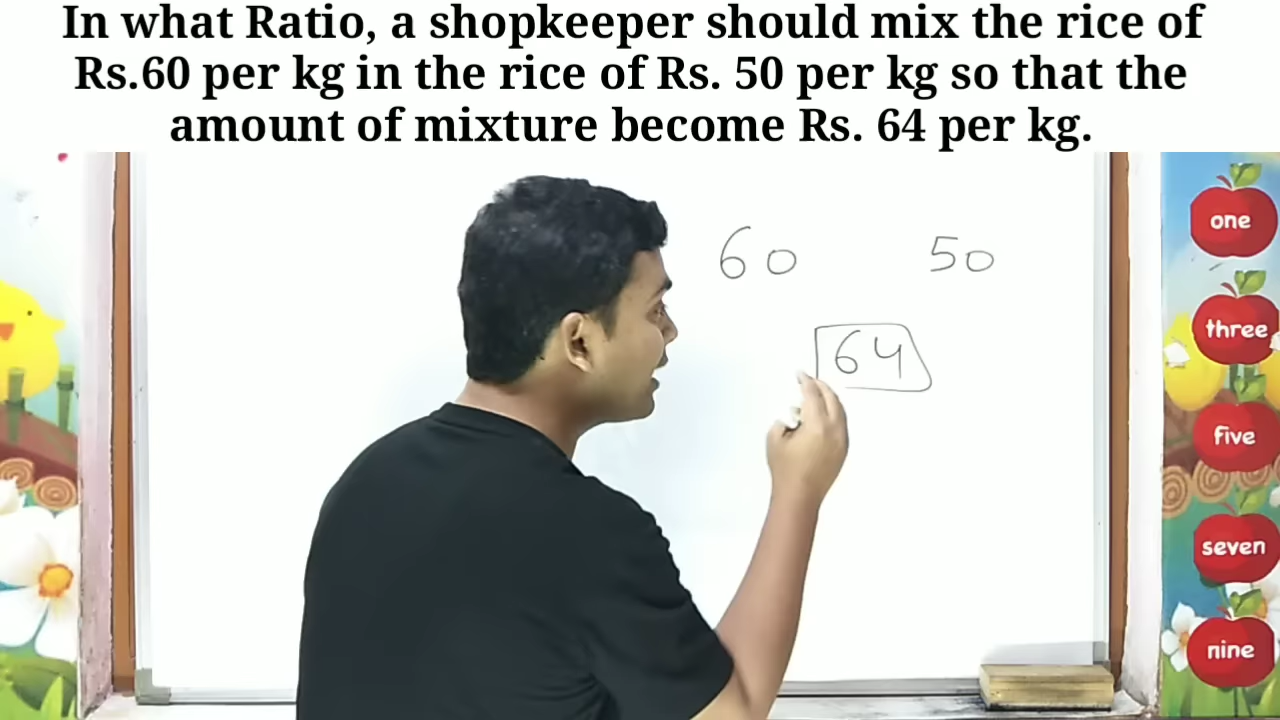 In what Ratio, a shopkeeper should mix the rice of
Rs.60 per kg in the rice of Rs. 50 per kg so that the
amount of mixture become Rs. 64 per kg.
60 50
64
one
three
five
seven
nine